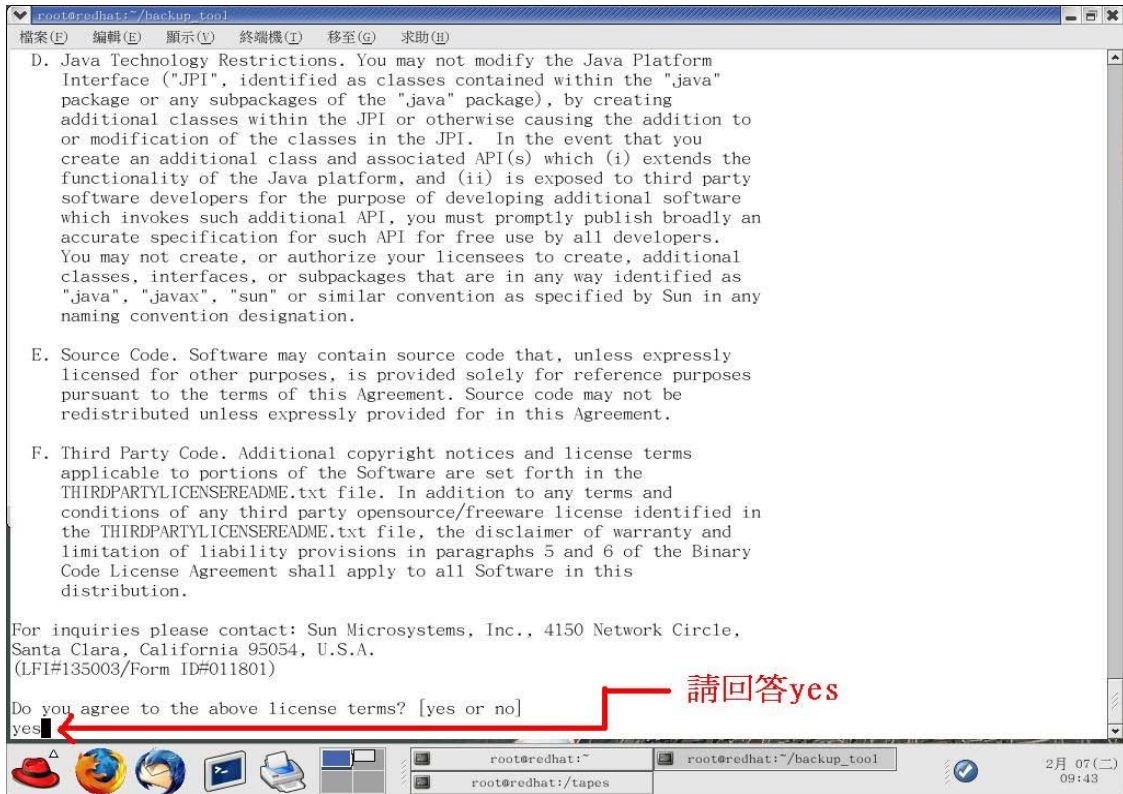 root@redhat:~/backup_tool
檔案(F) 編輯(E) 顯示(V) 終端機(T) 移至(G) 求助(H)
D. Java Technology Restrictions. You may not modify the Java Platform
Interface ("JPI", identified as classes contained within the "java"
package or any subpackages of the "java" package), by creating
additional classes within the JPI or otherwise causing the addition to
or modification of the classes in the JPI. In the event that you
create an additional class and associated API(s) which (i) extends the
functionality of the Java platform, and (ii) is exposed to third party
software developers for the purpose of developing additional software
which invokes such additional API, you must promptly publish broadly an
accurate specification for such API for free use by all developers.
You may not create, or authorize your licensees to create, additional
classes, interfaces, or subpackages that are in any way identified as
"java", "javax", "sun" or similar convention as specified by Sun in any
naming convention designation.
E. Source Code. Software may contain source code that, unless expressly
licensed for other purposes, is provided solely for reference purposes
pursuant to the terms of this Agreement. Source code may not be
redistributed unless expressly provided for in this Agreement.
F. Third Party Code. Additional copyright notices and license terms
applicable to portions of the Software are set forth in the
THIRDPARTYLICENSEREADME.txt file. In addition to any terms and
conditions of any third party opensource/freeware license identified in
the THIRDPARTYLICENSEREADME.txt file, the disclaimer of warranty and
limitation of liability provisions in paragraphs 5 and 6 of the Binary
Code License Agreement shall apply to all Software in this
distribution.
For inquiries please contact: Sun Microsystems, Inc., 4150 Network Circle,
Santa Clara, California 95054, U.S.A.
(LFI#135003/Form ID#011801)
請回答yes
Do you agree to the above license terms? [yes or no]
yes
root@redhat:~
root@redhat:~/backup_tool
root@redhat:/tapes
2月 07(二)
09:43